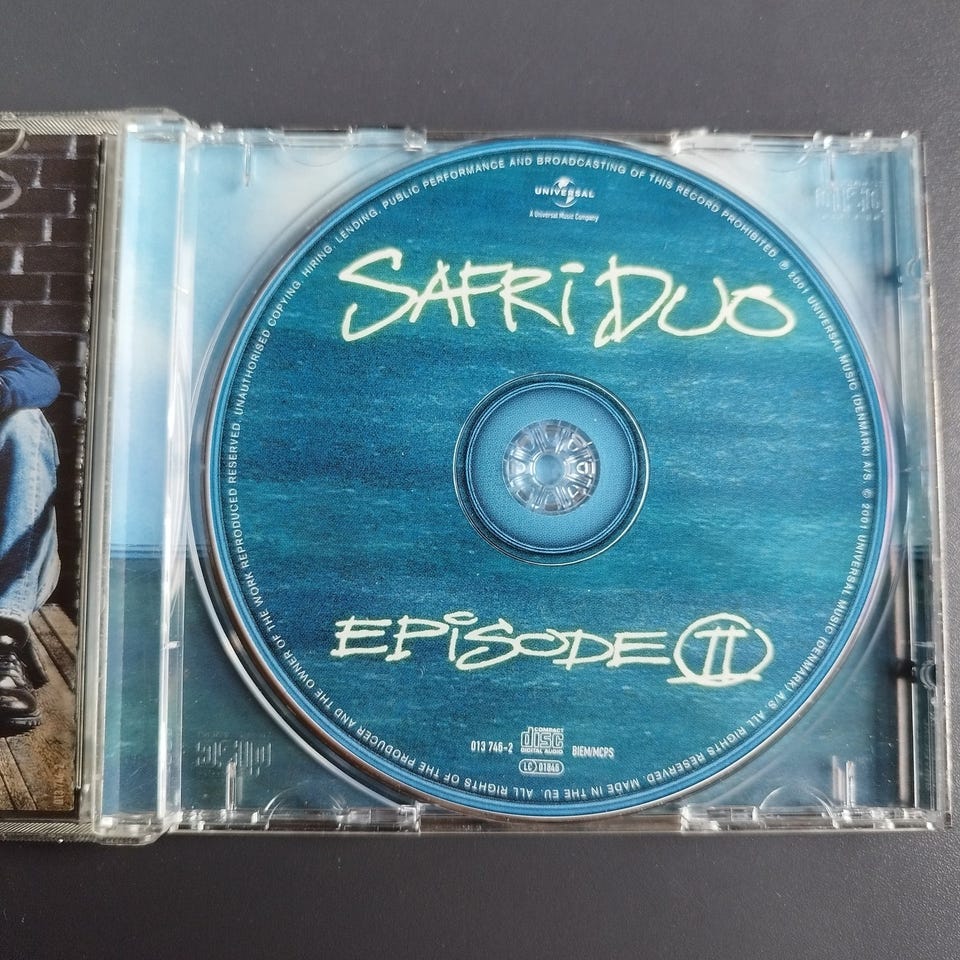 UNIVERSAL
A Universal Music Company
SAFRi DUO
EPiSODE II
013 746-2
COMPACT
disc
DIGITAL AUDIO
BIEM/MCPS
LC 01846
ALL RIGHTS OF THE PRODUCER AND THE OWNER OF THE WORK REPRODUCED RESERVED. UNAUTHORISED COPYING, HIRING, LENDING, PUBLIC PERFORMANCE AND BROADCASTING OF THIS RECORD PROHIBITED. ℗ 2001 UNIVERSAL MUSIC (DENMARK) A/S. © 2001 UNIVERSAL MUSIC (DENMARK) A/S. ALL RIGHTS RESERVED. MADE IN THE EU.